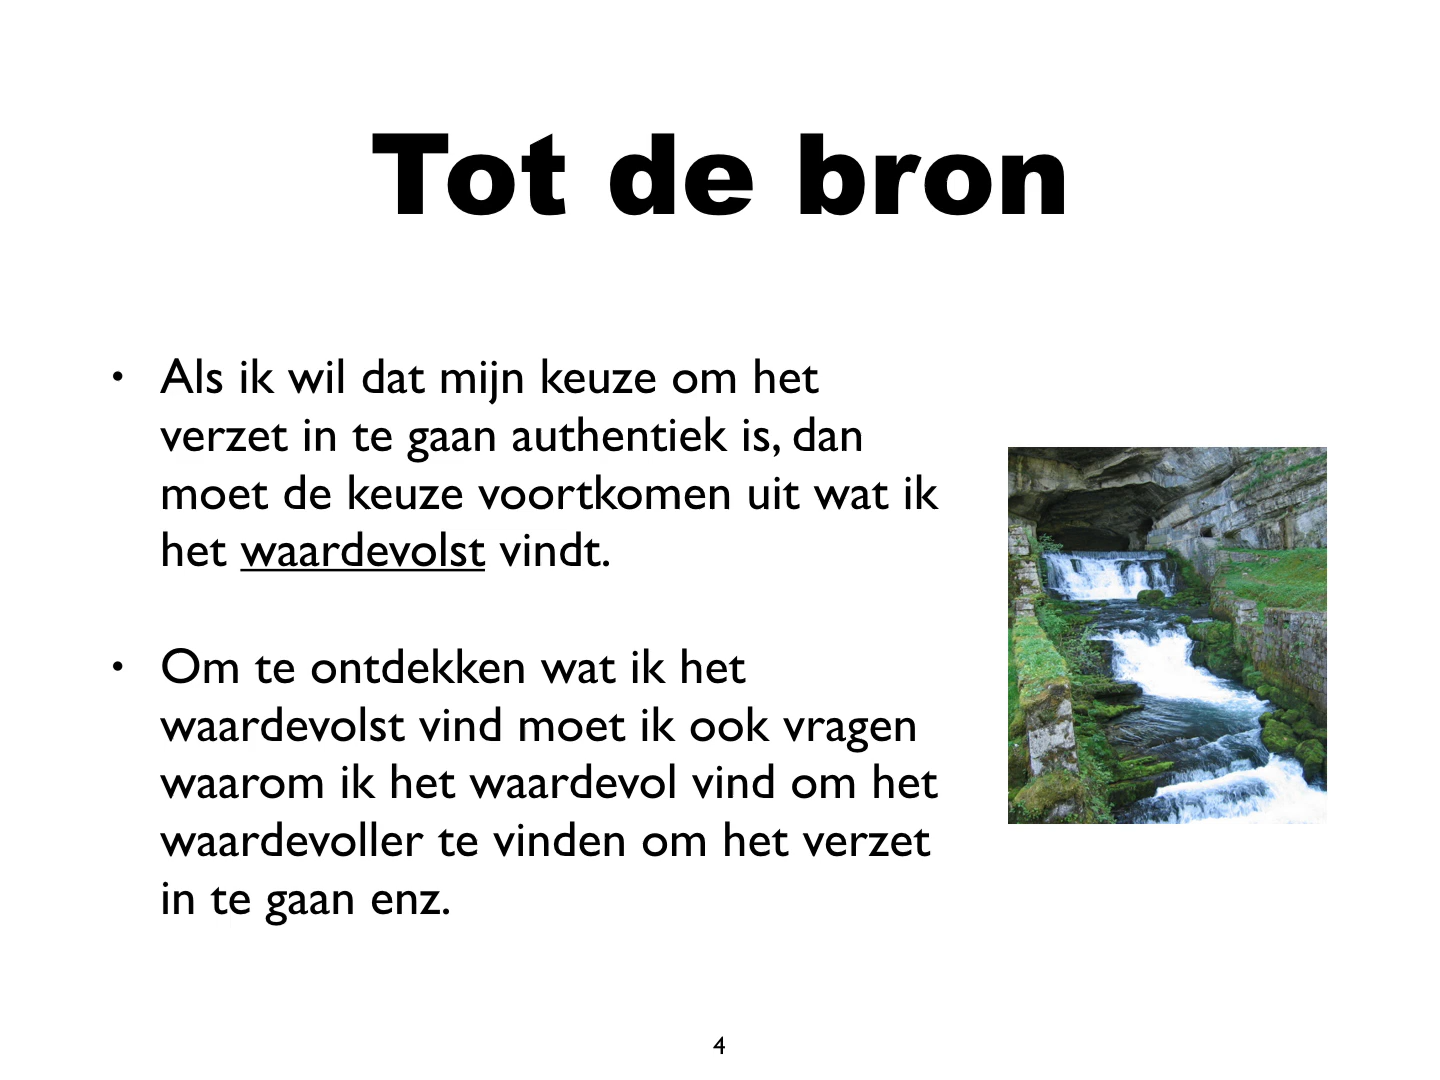 Tot de bron
• Als ik wil dat mijn keuze om het
verzet in te gaan authentiek is, dan
moet de keuze voortkomen uit wat ik
het waardevolst vindt.
• Om te ontdekken wat ik het
waardevolst vind moet ik ook vragen
waarom ik het waardevol vind om het
waardevoller te vinden om het verzet
in te gaan enz.
4